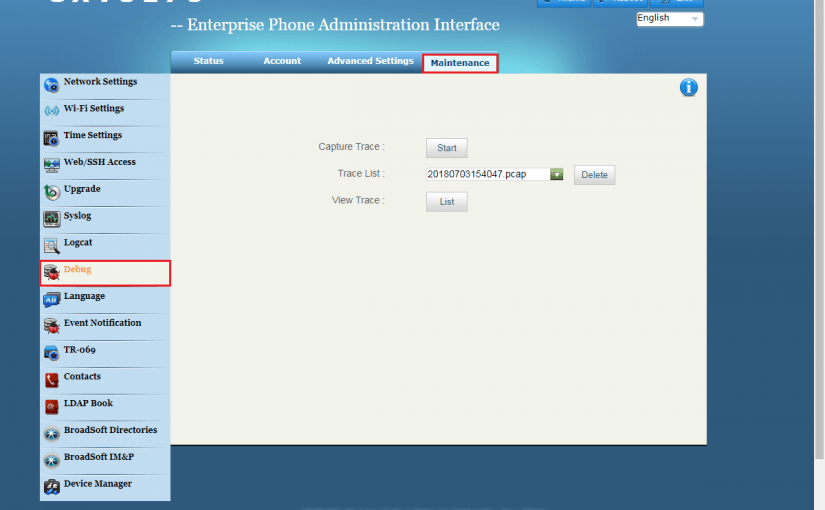 -- Enterprise Phone Administration Interface
English
Status Account Advanced Settings Maintenance
Network Settings
Wi-Fi Settings
Time Settings
Web/SSH Access
Upgrade
Syslog
Logcat
Debug
Language
Event Notification
TR-069
Contacts
LDAP Book
BroadSoft Directories
BroadSoft IM&P
Device Manager
Capture Trace : Start
Trace List : 20180703154047.pcap Delete
View Trace : List